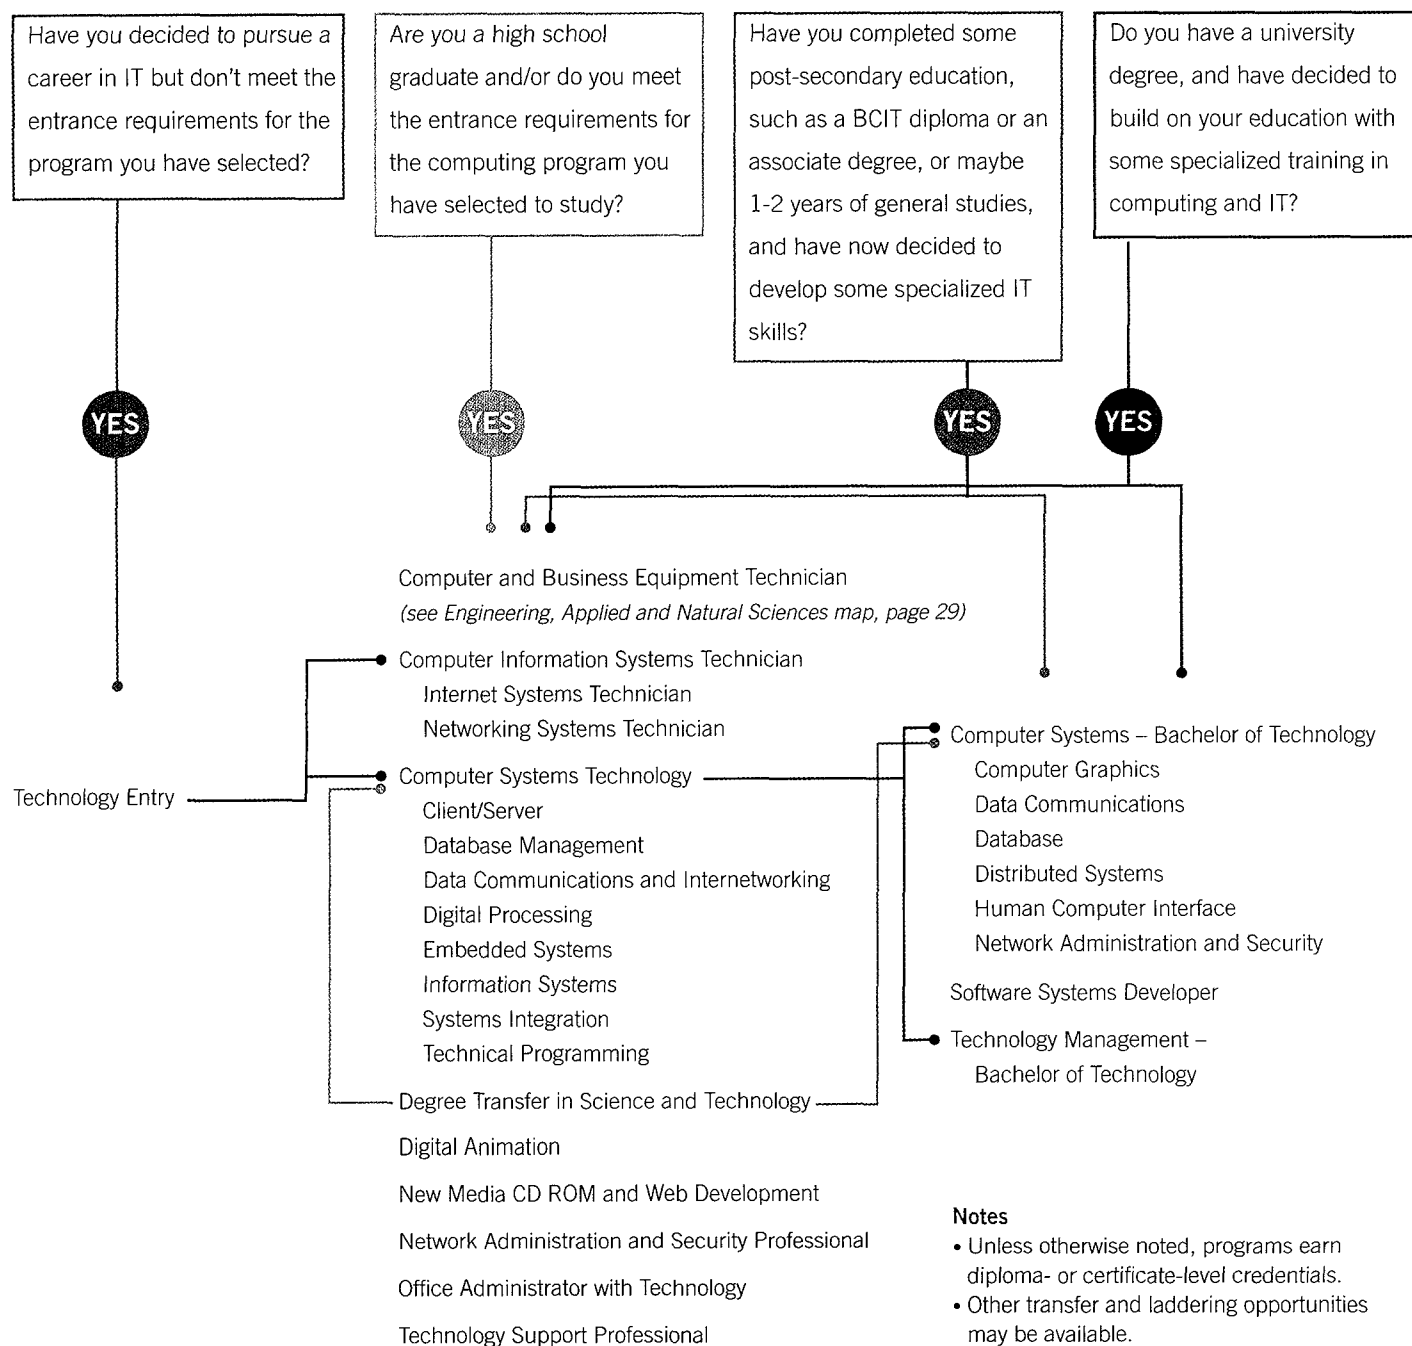 Have you decided to pursue a
career in IT but don't meet the
entrance requirements for the
program you have selected?
Are you a high school
graduate and/or do you meet
the entrance requirements for
the computing program you
have selected to study?
Have you completed some
post-secondary education,
such as a BCIT diploma or an
associate degree, or maybe
1-2 years of general studies,
and have now decided to
develop some specialized IT
skills?
Do you have a university
degree, and have decided to
build on your education with
some specialized training in
computing and IT?
YES
YES
YES
YES
Technology Entry
Computer and Business Equipment Technician
(see Engineering, Applied and Natural Sciences map, page 29)
Computer Information Systems Technician
Internet Systems Technician
Networking Systems Technician
Computer Systems Technology
Client/Server
Database Management
Data Communications and Internetworking
Digital Processing
Embedded Systems
Information Systems
Systems Integration
Technical Programming
Degree Transfer in Science and Technology
Digital Animation
New Media CD ROM and Web Development
Network Administration and Security Professional
Office Administrator with Technology
Technology Support Professional
Computer Systems – Bachelor of Technology
Computer Graphics
Data Communications
Database
Distributed Systems
Human Computer Interface
Network Administration and Security
Software Systems Developer
Technology Management –
Bachelor of Technology
Notes
• Unless otherwise noted, programs earn
diploma- or certificate-level credentials.
• Other transfer and laddering opportunities
may be available.